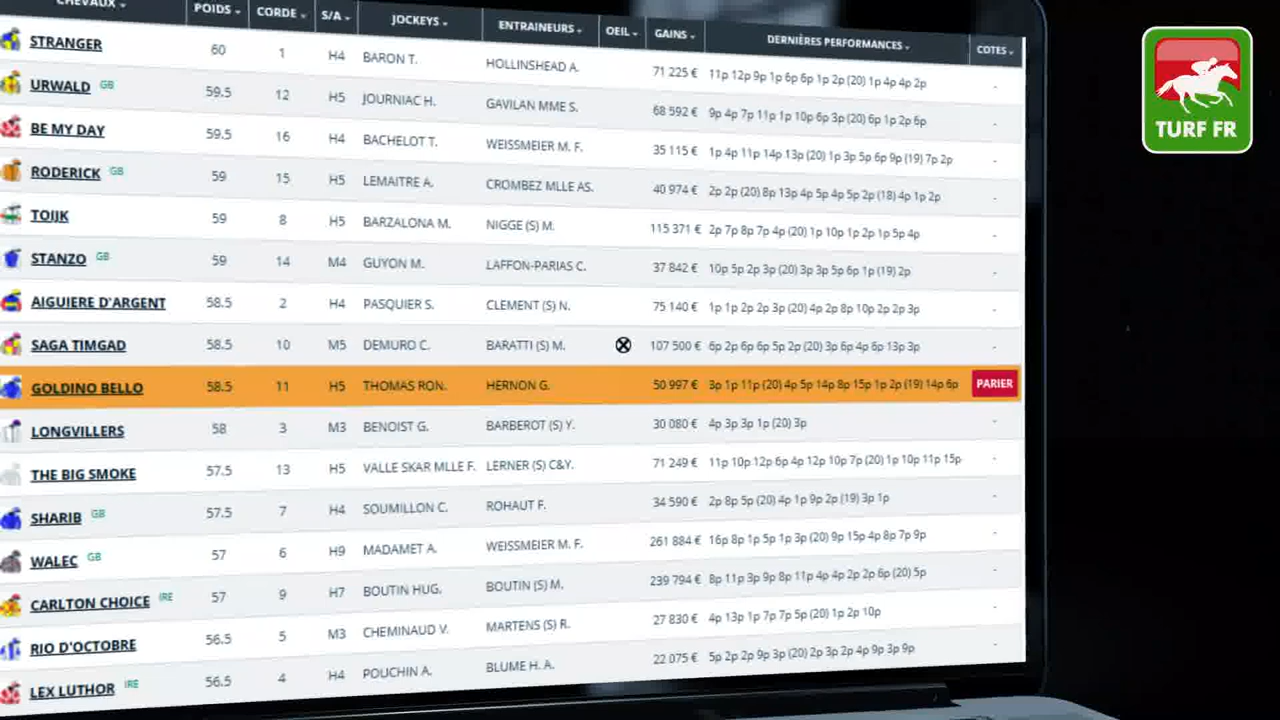 CHEVAUX POIDS CORDE S/A JOCKEYS ENTRAINEURS OEIL GAINS DERNIÈRES PERFORMANCES COTES
STRANGER 60 1 H4 BARON T. HOLLINSHEAD A. 71 225 € 11p 12p 9p 1p 6p 6p 1p 2p (20) 1p 4p 4p 2p -
URWALD GB 59.5 12 H5 JOURNIAC H. GAVILAN MME S. 68 592 € 9p 4p 7p 11p 1p 10p 6p 3p (20) 6p 1p 2p 6p -
BE MY DAY 59.5 16 H4 BACHELOT T. WEISSMEIER M. F. 35 115 € 1p 4p 11p 14p 13p (20) 1p 3p 5p 6p 9p (19) 7p 2p -
RODERICK GB 59 15 H5 LEMAITRE A. CROMBEZ MLLE AS. 40 974 € 2p 2p (20) 8p 13p 4p 5p 4p 5p 2p (18) 4p 1p 2p -
TOIJK 59 8 H5 BARZALONA M. NIGGE (S) M. 115 371 € 2p 7p 8p 7p 4p (20) 1p 10p 1p 2p 1p 5p 4p -
STANZO GB 59 14 M4 GUYON M. LAFFON-PARIAS C. 37 842 € 10p 5p 2p 3p (20) 3p 3p 5p 6p 1p (19) 2p -
AIGUIERE D'ARGENT 58.5 2 H4 PASQUIER S. CLEMENT (S) N. 75 140 € 1p 1p 2p 2p 3p (20) 4p 2p 8p 10p 2p 2p 3p -
SAGA TIMGAD 58.5 10 M5 DEMURO C. BARATTI (S) M. 107 500 € 6p 2p 6p 6p 5p 2p (20) 3p 6p 4p 6p 13p 3p -
GOLDINO BELLO 58.5 11 H5 THOMAS RON. HERNON G. 50 997 € 3p 1p 11p (20) 4p 5p 14p 8p 15p 1p 2p (19) 14p 6p PARIER
LONGVILLERS 58 3 M3 BENOIST G. BARBEROT (S) Y. 30 080 € 4p 3p 3p 1p (20) 3p -
THE BIG SMOKE 57.5 13 H5 VALLE SKAR MLLE F. LERNER (S) C&Y. 71 249 € 11p 10p 12p 6p 4p 12p 10p 7p (20) 1p 10p 11p 15p -
SHARIB GB 57.5 7 H4 SOUMILLON C. ROHAUT F. 34 590 € 2p 8p 5p (20) 4p 1p 9p 2p (19) 3p 1p -
WALEC GB 57 6 H9 MADAMET A. WEISSMEIER M. F. 261 884 € 16p 8p 1p 5p 1p 3p (20) 9p 15p 4p 8p 7p 9p -
CARLTON CHOICE IRE 57 9 H7 BOUTIN HUG. BOUTIN (S) M. 239 794 € 8p 11p 3p 9p 8p 11p 4p 4p 2p 2p 6p (20) 5p -
RIO D'OCTOBRE 56.5 5 M3 CHEMINAUD V. MARTENS (S) R. 27 830 € 4p 13p 1p 7p 7p 5p (20) 1p 2p 10p -
LEX LUTHOR IRE 56.5 4 H4 POUCHIN A. BLUME H. A. 22 075 € 5p 2p 2p 9p 3p (20) 2p 3p 2p 4p 9p 3p 9p -
TURF FR